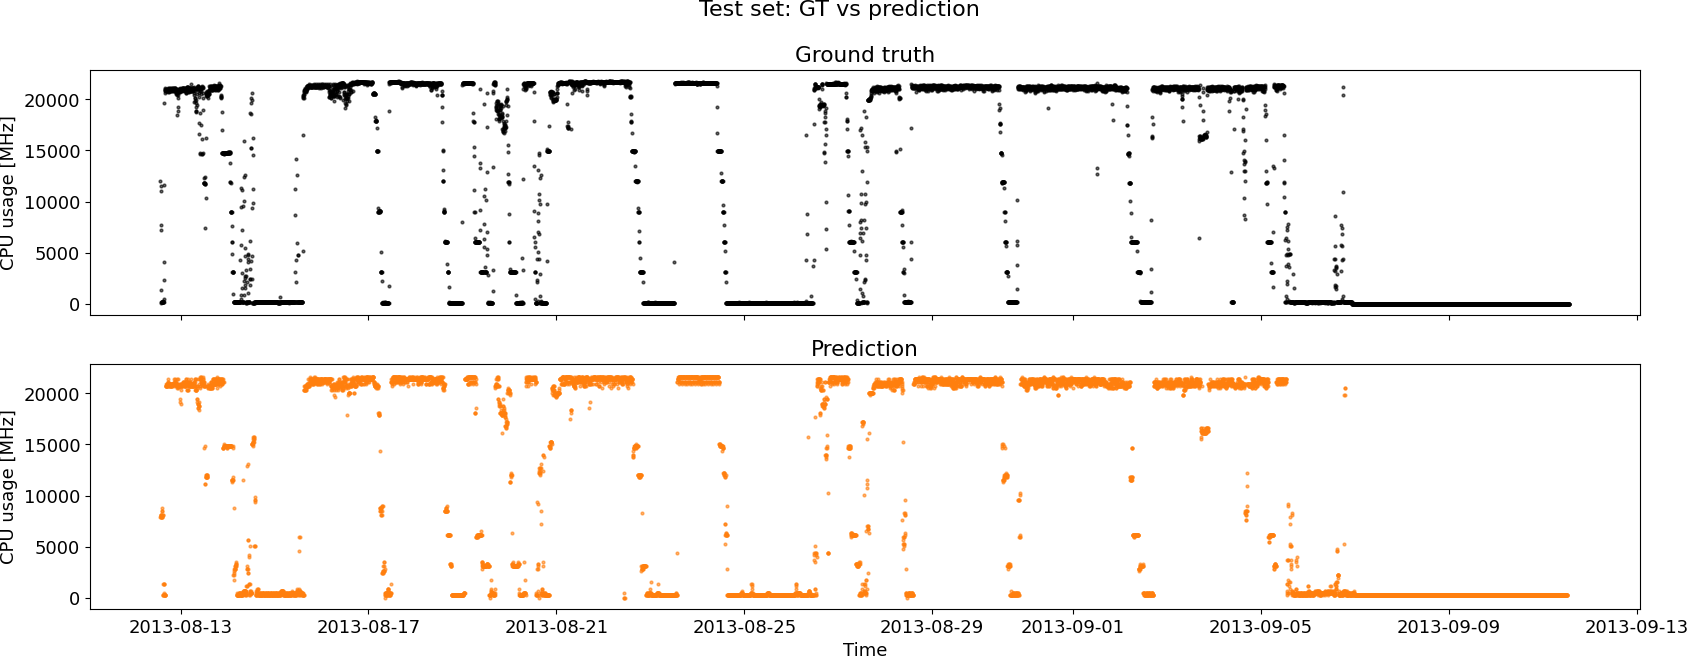 Test set: GT vs prediction
Ground truth
CPU usage [MHz]
20000
15000
10000
5000
0
Prediction
CPU usage [MHz]
20000
15000
10000
5000
0
2013-08-13 2013-08-17 2013-08-21 2013-08-25 2013-08-29 2013-09-01 2013-09-05 2013-09-09 2013-09-13
Time